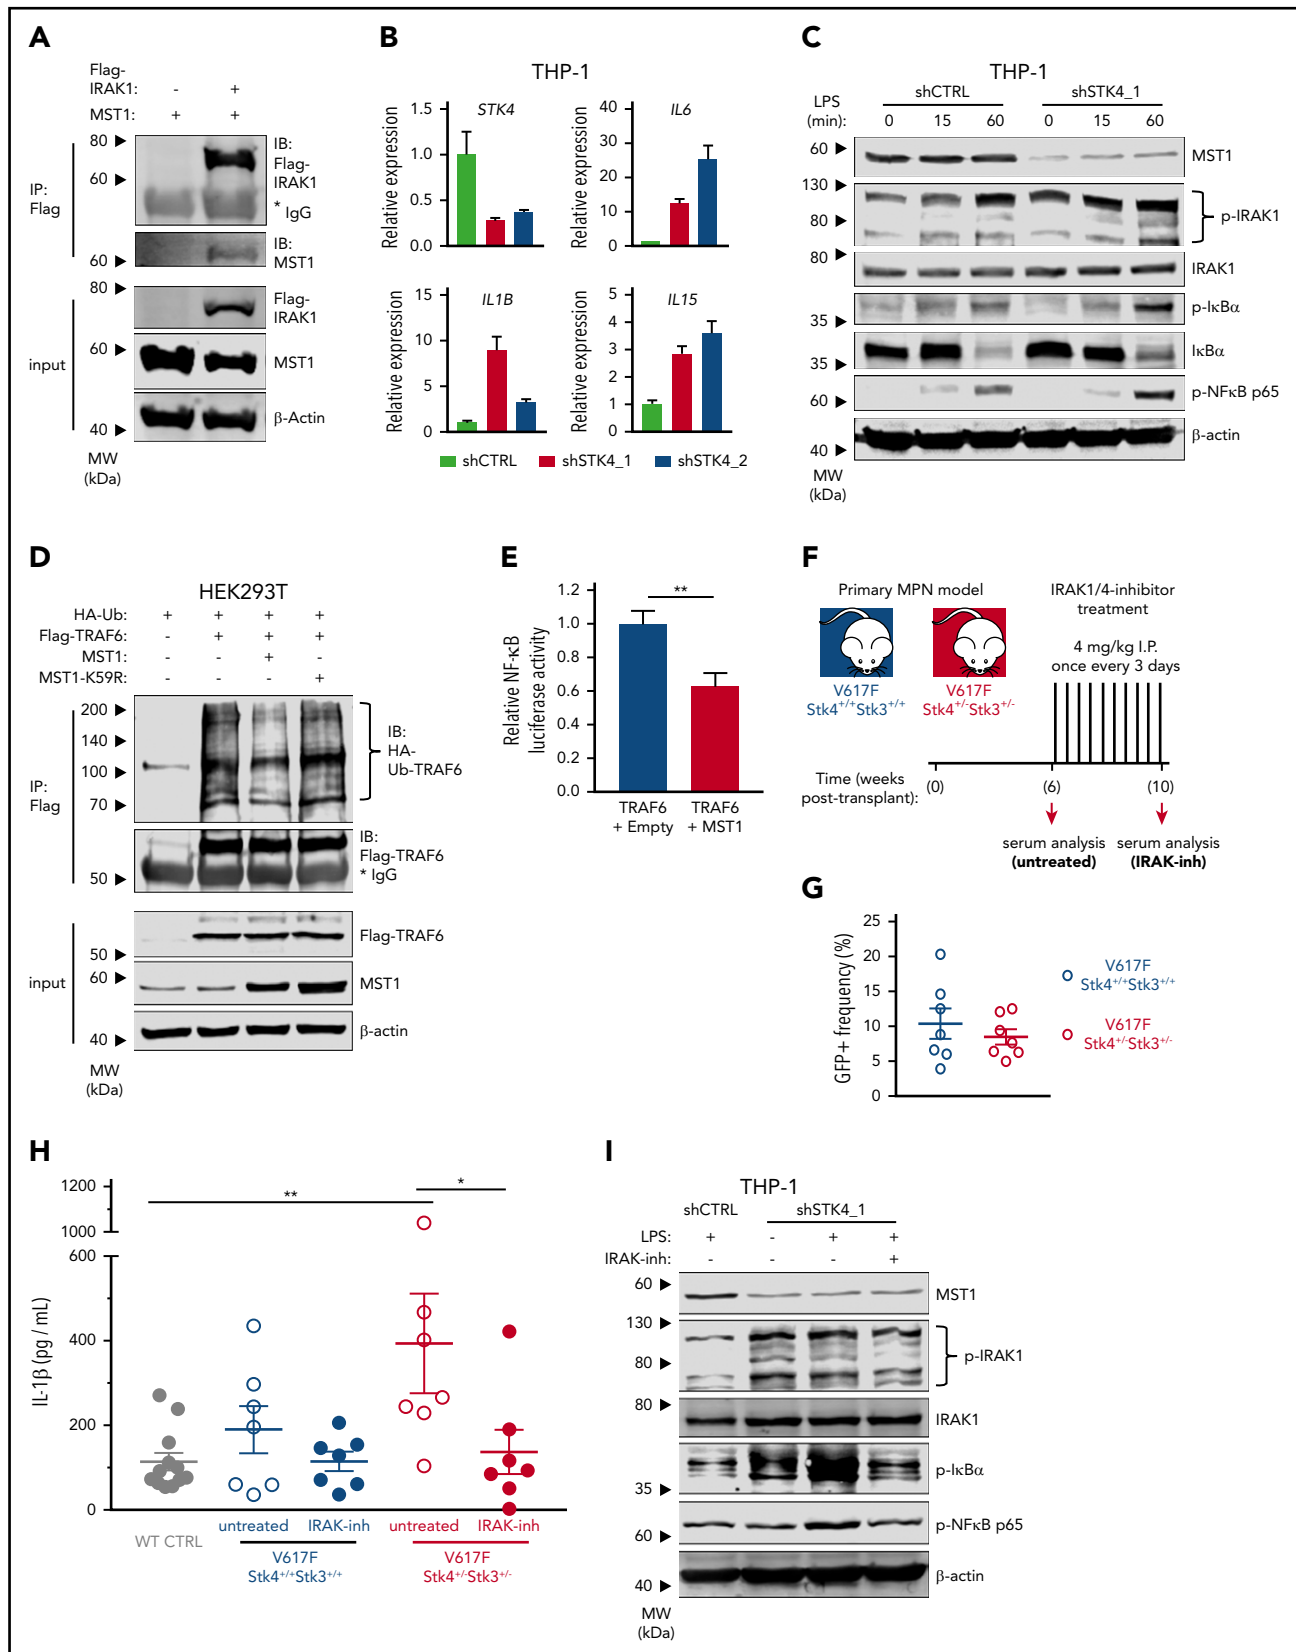 A
Flag-
IRAK1: - +
MST1: + +
80
60
60
80
60
40
IP:
Flag
input
IB:
Flag-
IRAK1
* IgG
IB:
MST1
Flag-
IRAK1
MST1
β-Actin
MW
(kDa)
B
THP-1
STK4
Relative expression
1.5
1.0
0.5
0.0
IL6
Relative expression
40
30
20
10
0
IL1B
Relative expression
15
10
5
0
IL15
Relative expression
5
4
3
2
1
0
shCTRL shSTK4_1 shSTK4_2
C
THP-1
shCTRL shSTK4_1
LPS
(min): 0 15 60 0 15 60
60
130
80
80
35
35
60
40
MST1
p-IRAK1
IRAK1
p-IκBα
IκBα
p-NFκB p65
β-actin
MW
(kDa)
D
HEK293T
HA-Ub: + + + +
Flag-TRAF6: - + + +
MST1: - - + -
MST1-K59R: - - - +
200
140
100
70
50
50
60
40
IP:
Flag
input
IB:
HA-
Ub-TRAF6
IB:
Flag-TRAF6
* IgG
Flag-TRAF6
MST1
β-actin
MW
(kDa)
E
Relative NF-κB
luciferase activity
1.2
1.0
0.8
0.6
0.4
0.2
0.0
**
TRAF6
+ Empty
TRAF6
+ MST1
F
Primary MPN model
V617F
Stk4+/+Stk3+/+
V617F
Stk4+/-Stk3+/-
IRAK1/4-inhibitor
treatment
4 mg/kg I.P.
once every 3 days
Time (weeks
post-transplant):
(0) (6) (10)
serum analysis
(untreated)
serum analysis
(IRAK-inh)
G
GFP+ frequency (%)
25
20
15
10
5
0
V617F
Stk4+/+Stk3+/+
V617F
Stk4+/-Stk3+/-
H
IL-1β (pg / mL)
1200
1000
600
400
200
0
**
*
WT CTRL
untreated IRAK-inh
V617F
Stk4+/+Stk3+/+
untreated IRAK-inh
V617F
Stk4+/-Stk3+/-
I
THP-1
shCTRL shSTK4_1
LPS: + - + +
IRAK-inh: - - - +
60
130
80
80
35
60
40
MST1
p-IRAK1
IRAK1
p-IκBα
p-NFκB p65
β-actin
MW
(kDa)